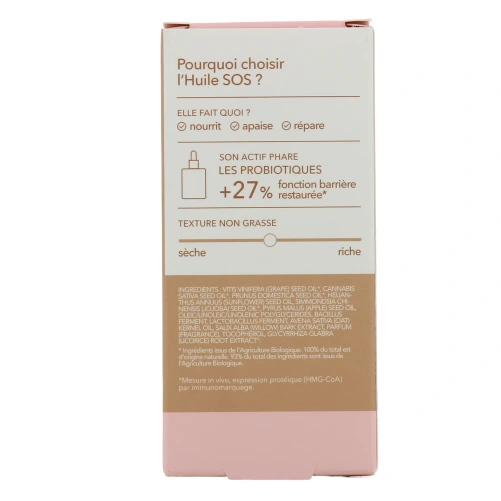 Pourquoi choisir
l'Huile SOS ?
ELLE FAIT QUOI ?
nourrit apaise répare
SON ACTIF PHARE
LES PROBIOTIQUES
+27% fonction barrière
restaurée*
TEXTURE NON GRASSE
sèche riche
INGREDIENTS : VITIS VINIFERA (GRAPE) SEED OIL*, CANNABIS
SATIVA SEED OIL*, PRUNUS DOMESTICA SEED OIL*, HELIAN-
THUS ANNUUS (SUNFLOWER) SEED OIL, SIMMONDSIA CHI-
NENSIS (JOJOBA) SEED OIL*, PYRUS MALUS (APPLE) SEED OIL,
OLEIC/LINOLEIC/LINOLENIC POLYGLYCERIDES, BACILLUS
FERMENT, LACTOBACILLUS FERMENT, AVENA SATIVA (OAT)
KERNEL OIL, SALIX ALBA (WILLOW) BARK EXTRACT, PARFUM
(FRAGRANCE), TOCOPHEROL, GLYCYRRHIZA GLABRA
(LICORICE) ROOT EXTRACT*.
* Ingrédients issus de l'Agriculture Biologique. 100% du total est
d'origine naturelle. 93% du total des ingrédients sont issus de
l'Agriculture Biologique.
*Mesure in vivo, expression protéique (HMG-CoA)
par immunomarquage.